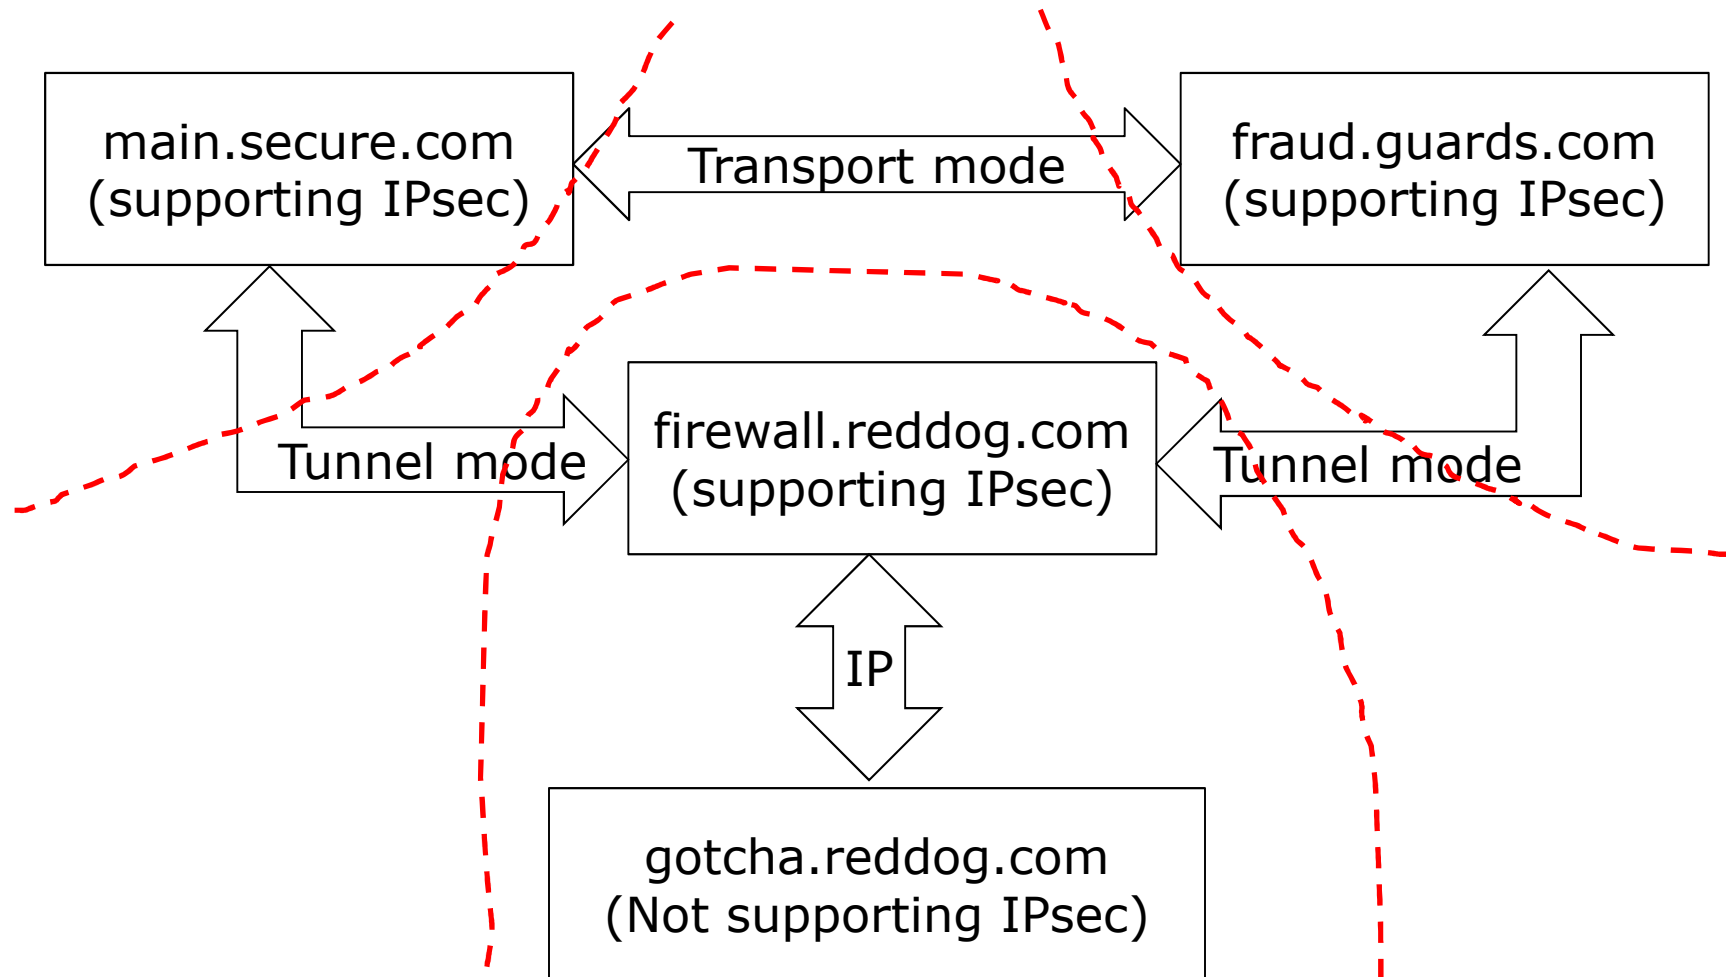 main.secure.com
(supporting IPsec)
Transport mode
fraud.guards.com
(supporting IPsec)
Tunnel mode
firewall.reddog.com
(supporting IPsec)
Tunnel mode
IP
gotcha.reddog.com
(Not supporting IPsec)